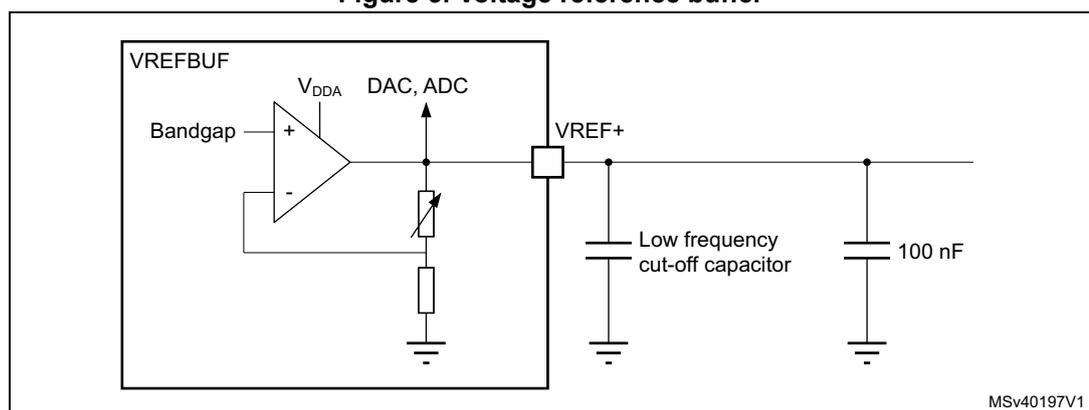 Figure 6. Voltage reference buffer
VREFBUF
VDDA
DAC, ADC
Bandgap
+
-
VREF+
Low frequency
cut-off capacitor
100 nF
MSv40197V1